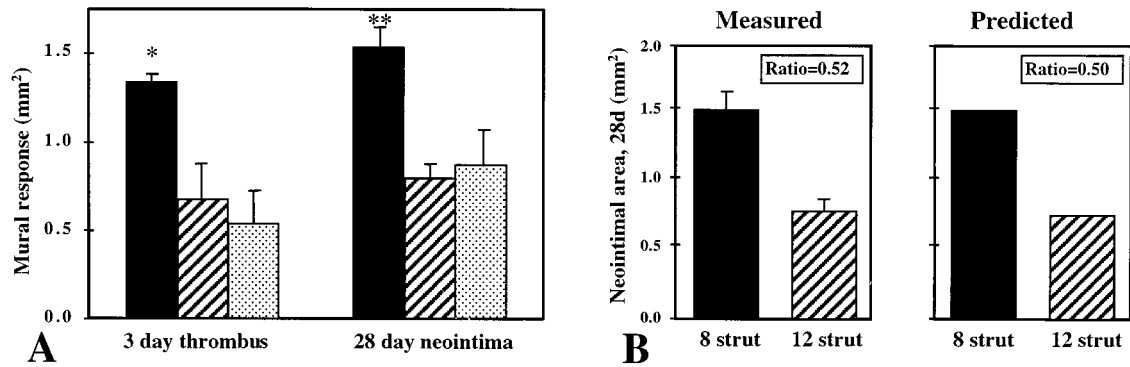 A
Mural response (mm²)
1.5
1.0
0.5
0.0
*
**
3 day thrombus
28 day neointima
B
Measured
Predicted
Neointimal area, 28d (mm²)
2.0
1.5
1.0
0.5
0.0
Ratio=0.52
Ratio=0.50
8 strut
12 strut
8 strut
12 strut